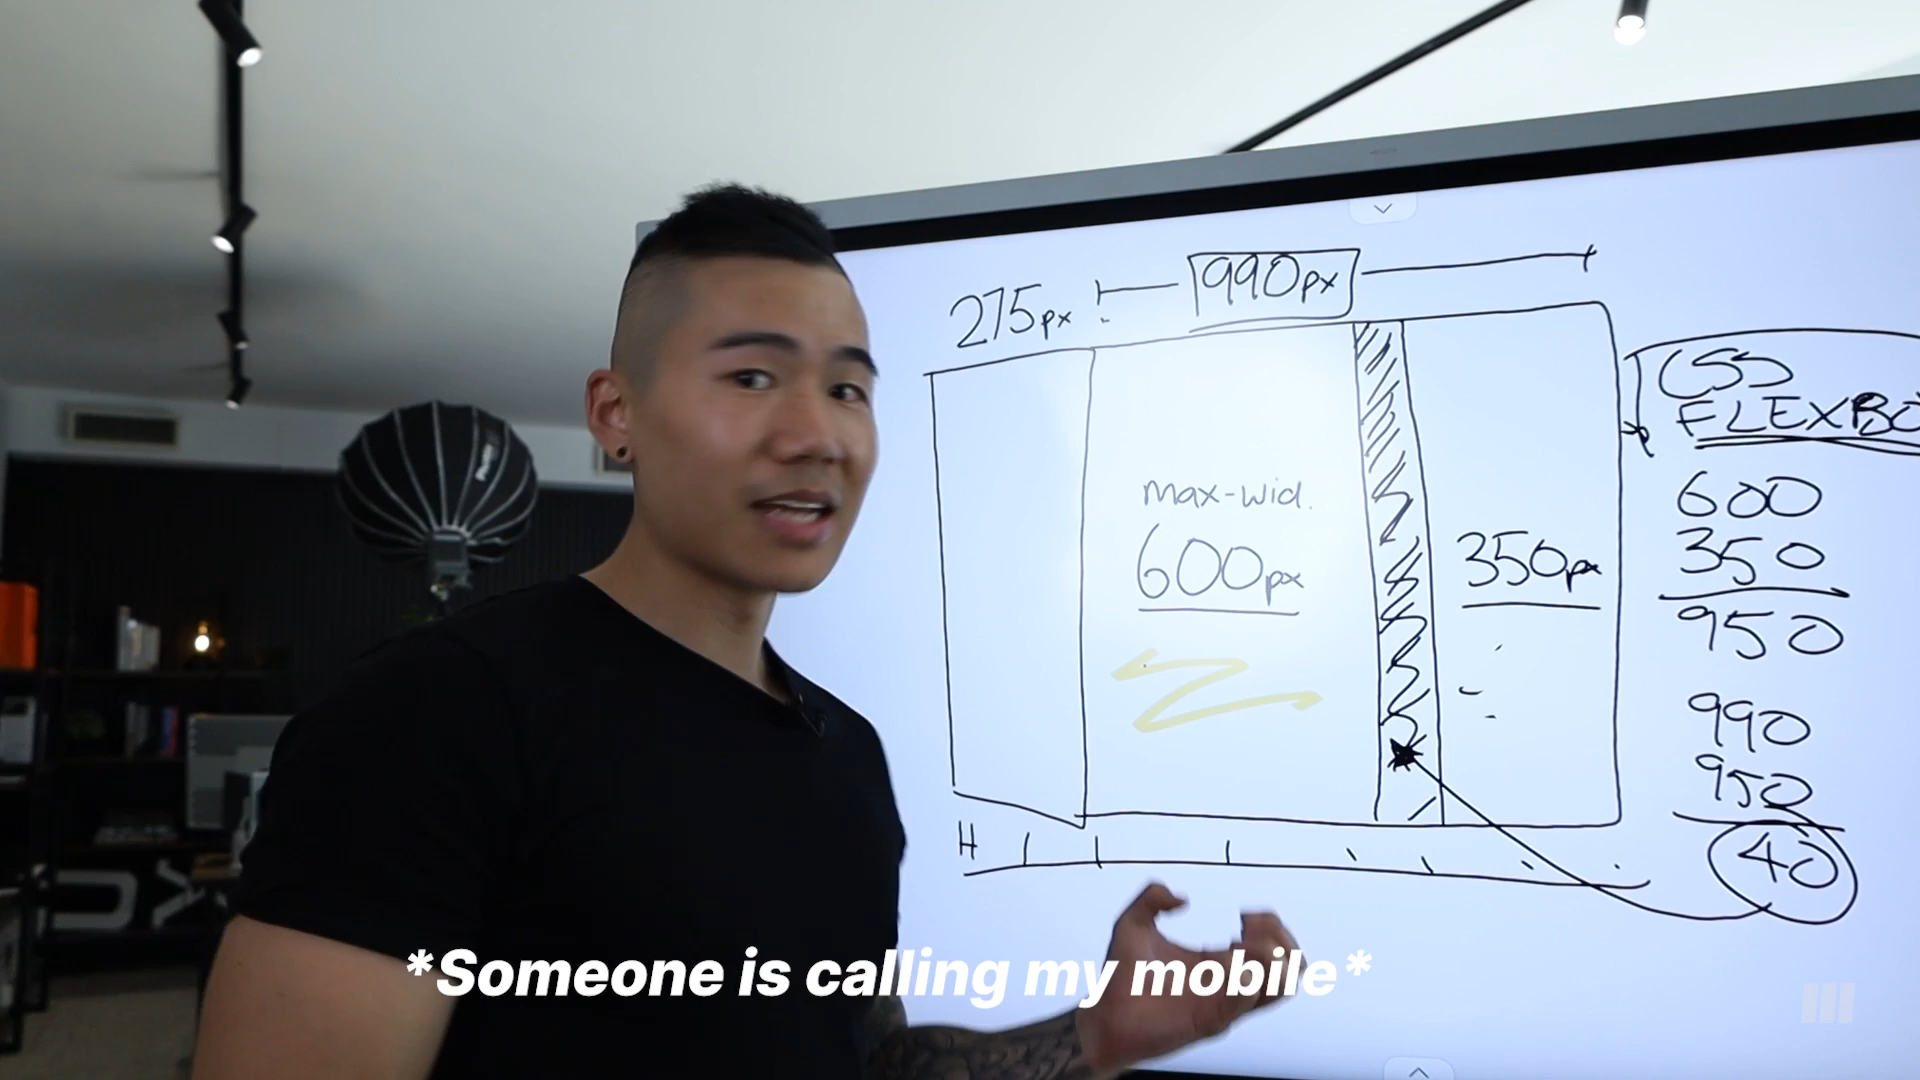 990px
275px
CSS
FLEXBO
max-wid.
600px
350px
600
350
950
990
950
40
H
*Someone is calling my mobile*